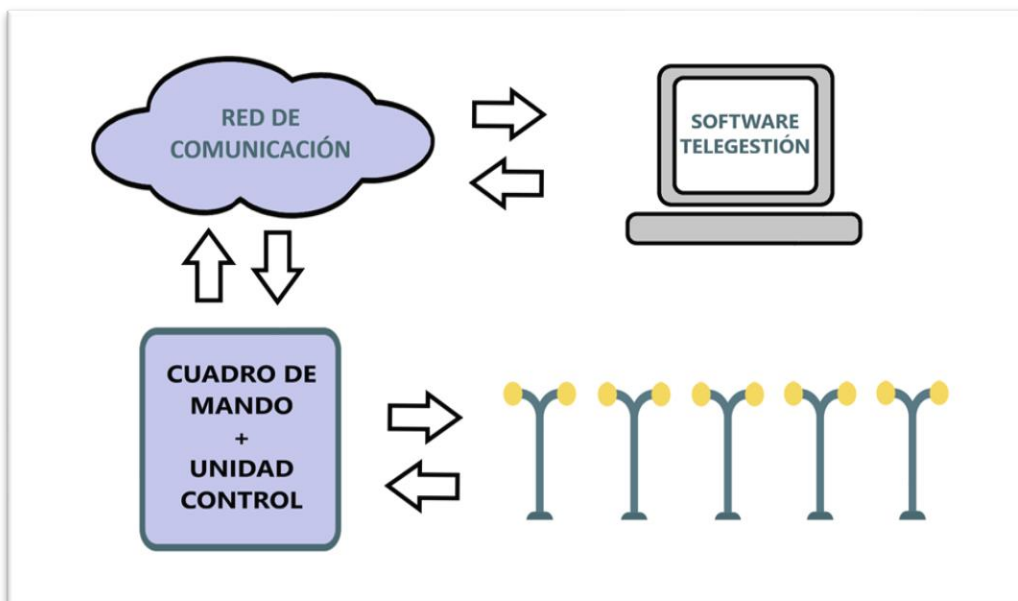 RED DE
COMUNICACIÓN
SOFTWARE
TELEGESTIÓN
CUADRO DE
MANDO
+
UNIDAD
CONTROL